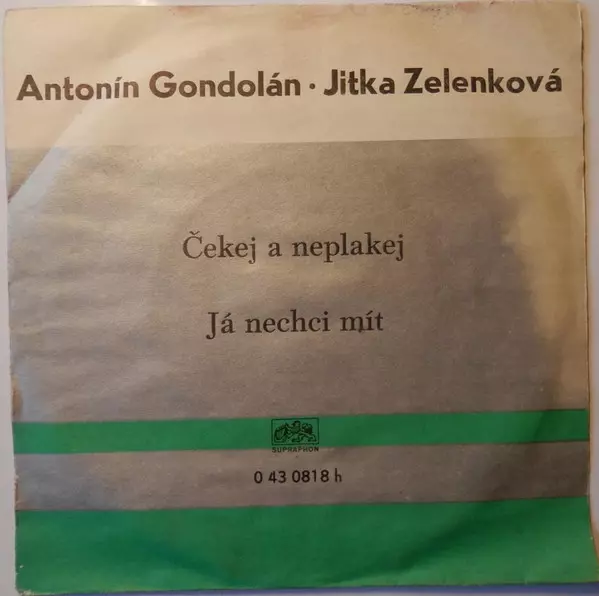 Antonín Gondolán · Jitka Zelenková
Čekej a neplakej
Já nechci mít
SUPRAPHON
0 43 0818 h